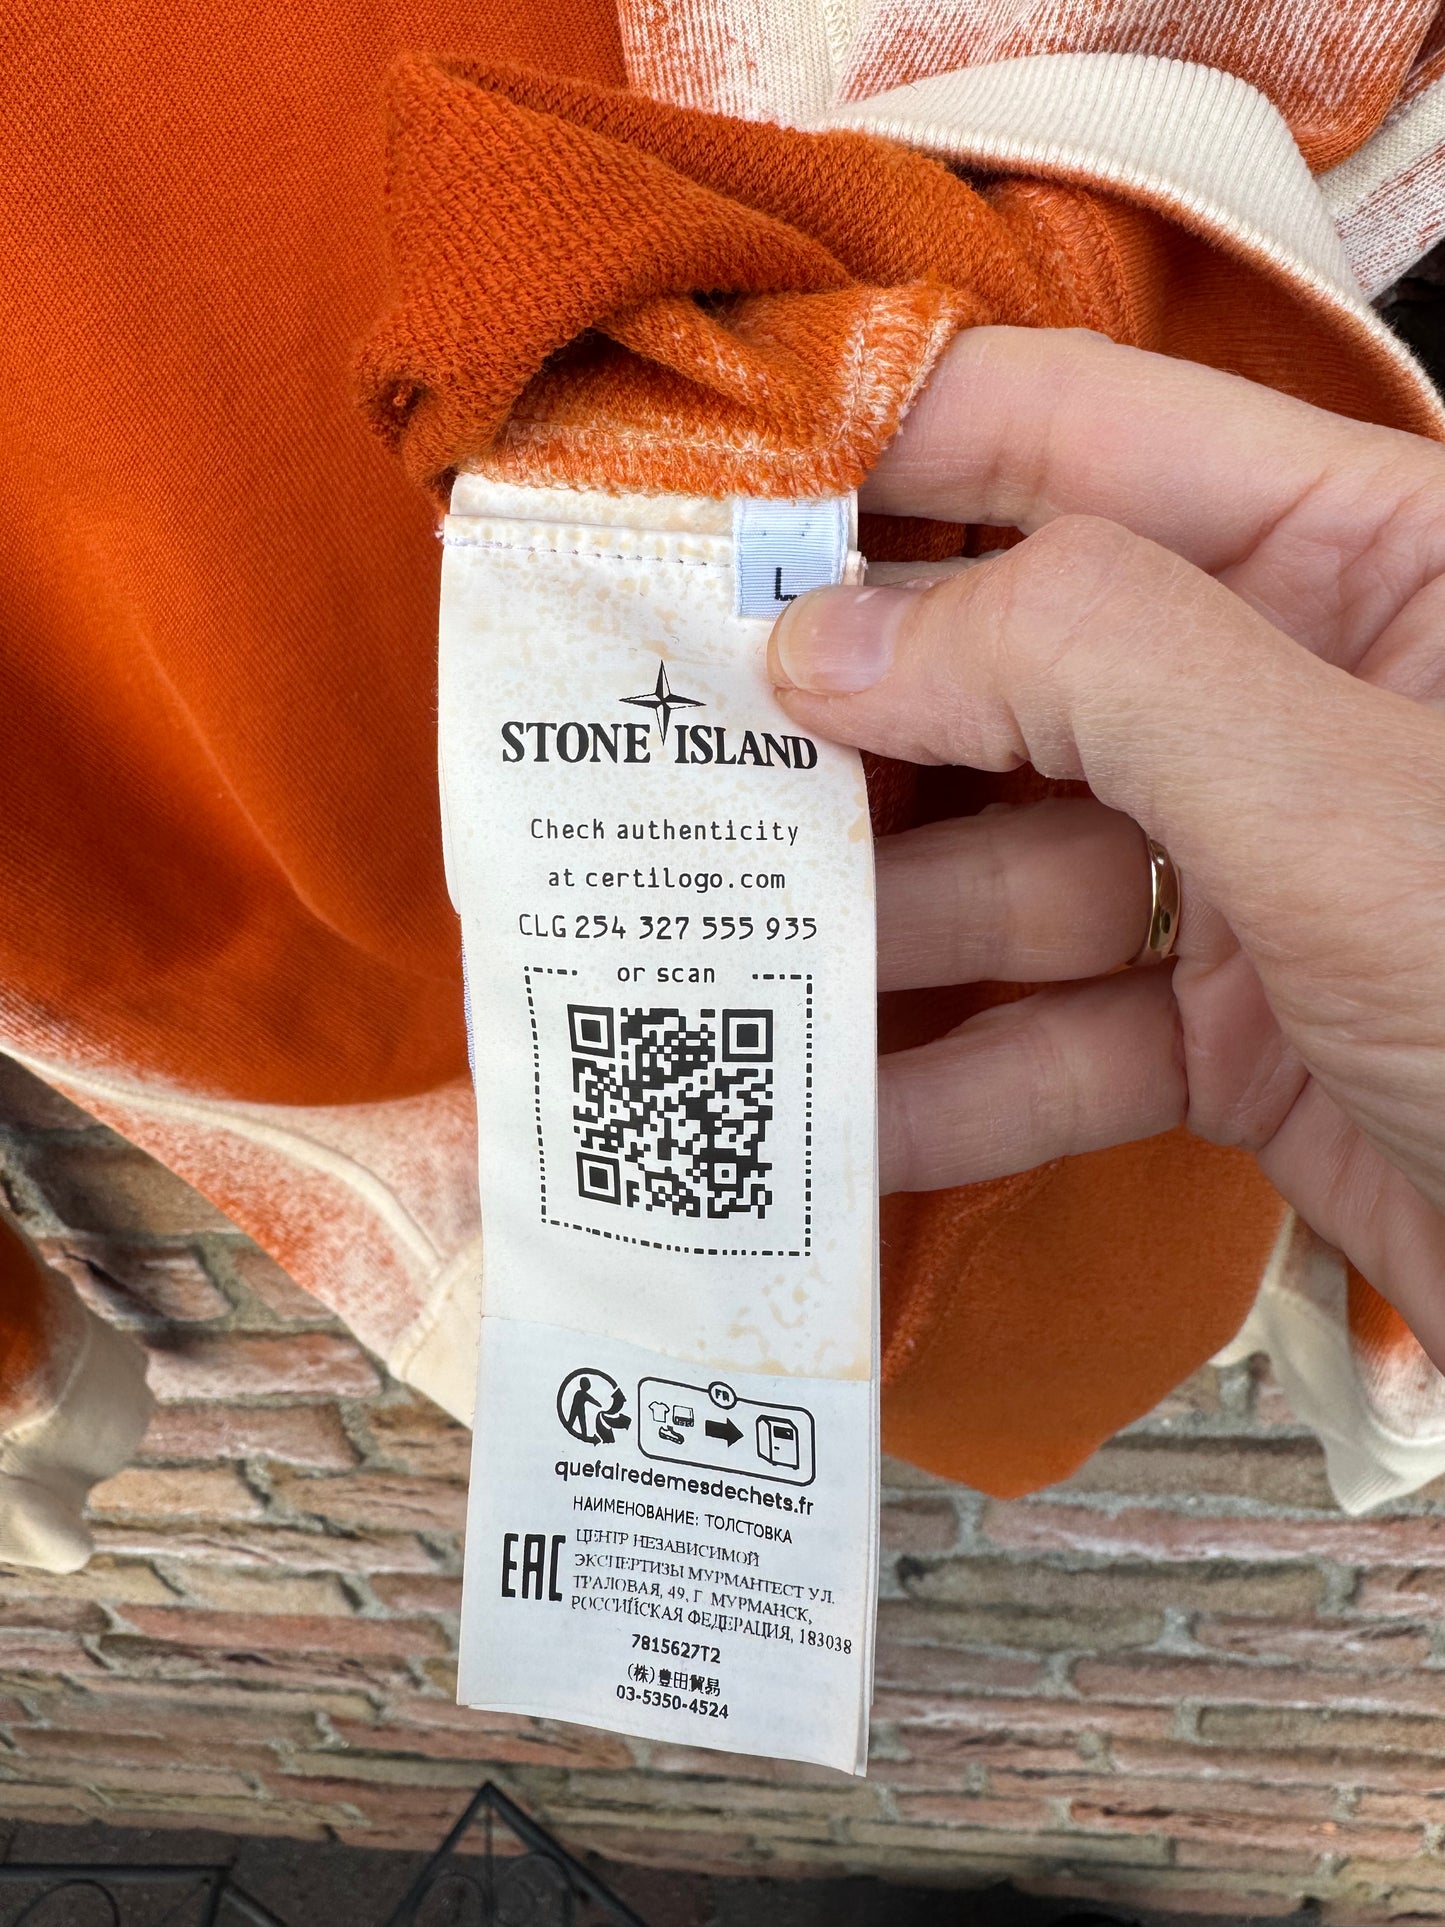 L
STONE ISLAND
Check authenticity
at certilogo.com
CLG 254 327 555 935
or scan
FR
quefairedemesdechets.fr
НАИМЕНОВАНИЕ: ТОЛСТОВКА
EAC
ЦЕНТР НЕЗАВИСИМОЙ
ЭКСПЕРТИЗЫ МУРМАНТЕСТ УЛ.
ТРАЛОВАЯ, 49, Г. МУРМАНСК,
РОССИЙСКАЯ ФЕДЕРАЦИЯ, 183038
7815627T2
(株)豊田貿易
03-5350-4524